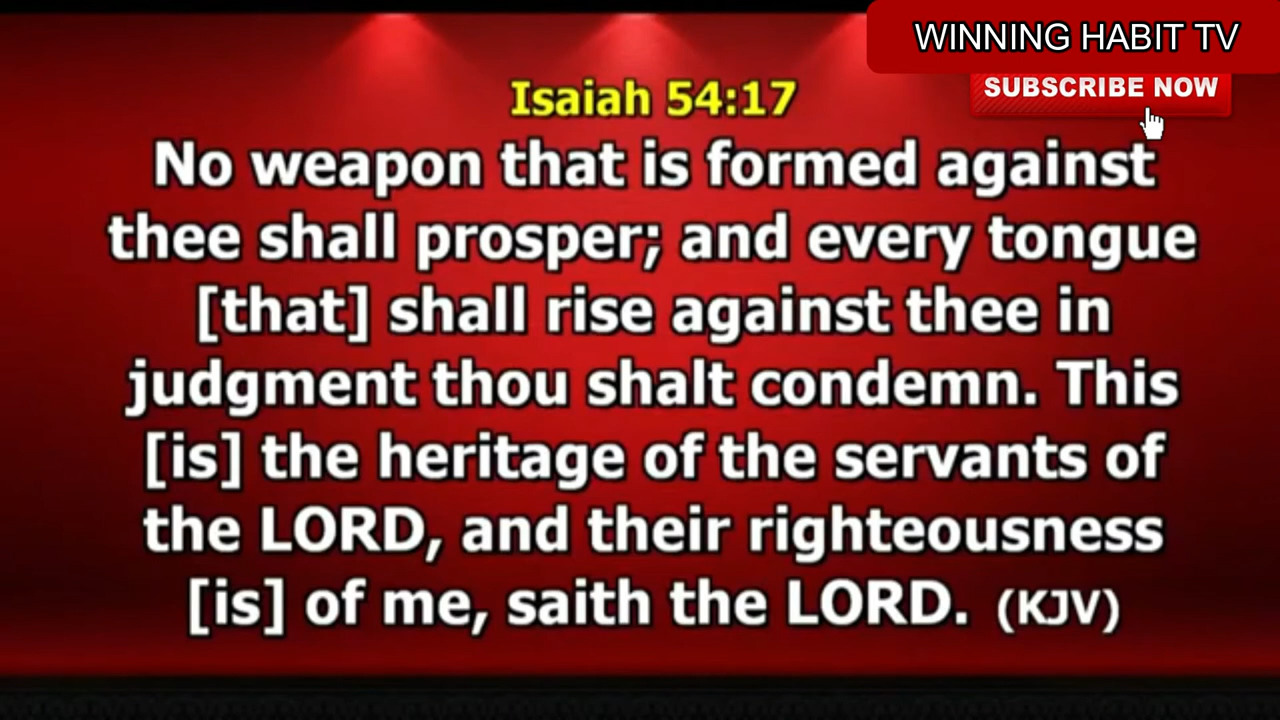 WINNING HABIT TV
SUBSCRIBE NOW
Isaiah 54:17
No weapon that is formed against
thee shall prosper; and every tongue
[that] shall rise against thee in
judgment thou shalt condemn. This
[is] the heritage of the servants of
the LORD, and their righteousness
[is] of me, saith the LORD. (KJV)